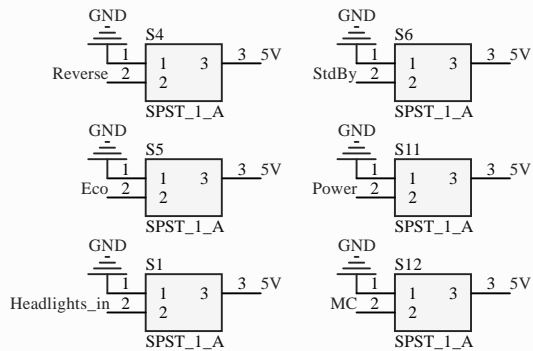 GND
S4
1 1 3 3 5V
Reverse 2 2
SPST_1_A
GND
S6
1 1 3 3 5V
StdBy 2 2
SPST_1_A
GND
S5
1 1 3 3 5V
Eco 2 2
SPST_1_A
GND
S11
1 1 3 3 5V
Power 2 2
SPST_1_A
GND
S1
1 1 3 3 5V
Headlights_in 2 2
SPST_1_A
GND
S12
1 1 3 3 5V
MC 2 2
SPST_1_A